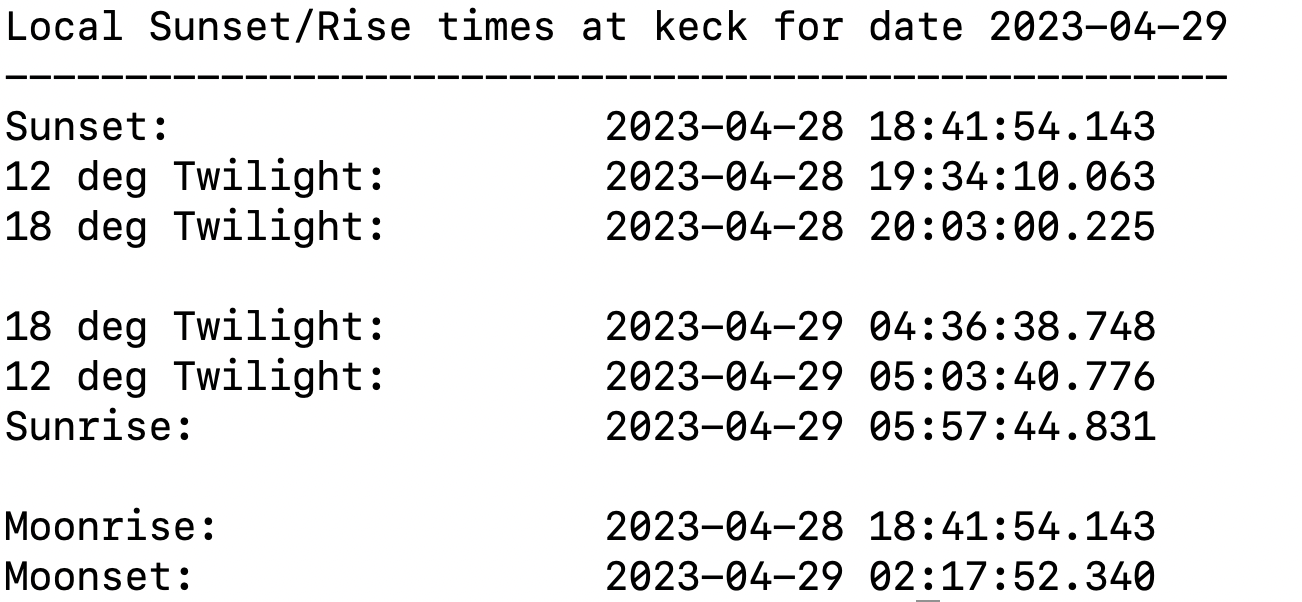 Local Sunset/Rise times at keck for date 2023-04-29
---------------------------------------------------
Sunset: 2023-04-28 18:41:54.143
12 deg Twilight: 2023-04-28 19:34:10.063
18 deg Twilight: 2023-04-28 20:03:00.225
18 deg Twilight: 2023-04-29 04:36:38.748
12 deg Twilight: 2023-04-29 05:03:40.776
Sunrise: 2023-04-29 05:57:44.831
Moonrise: 2023-04-28 18:41:54.143
Moonset: 2023-04-29 02:17:52.340